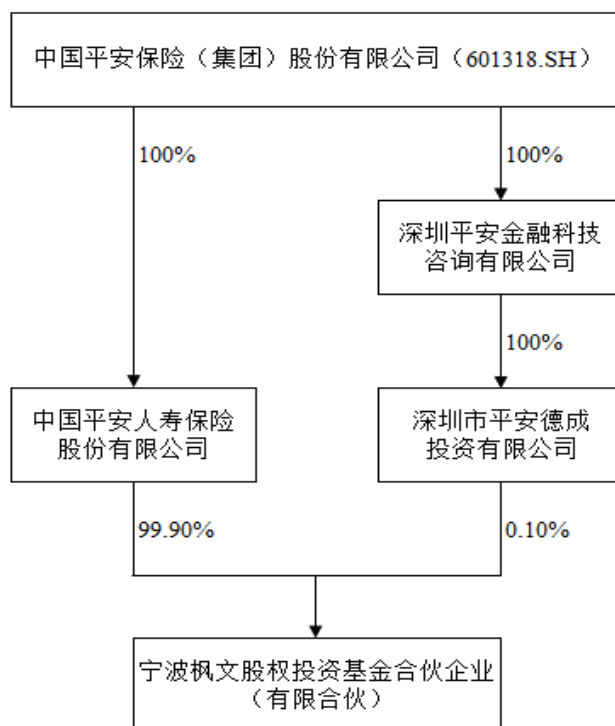 中国平安保险（集团）股份有限公司（601318.SH）
100%
100%
深圳平安金融科技
咨询有限公司
100%
中国平安人寿保险
股份有限公司
深圳市平安德成
投资有限公司
99.90%
0.10%
宁波枫文股权投资基金合伙企业
（有限合伙）